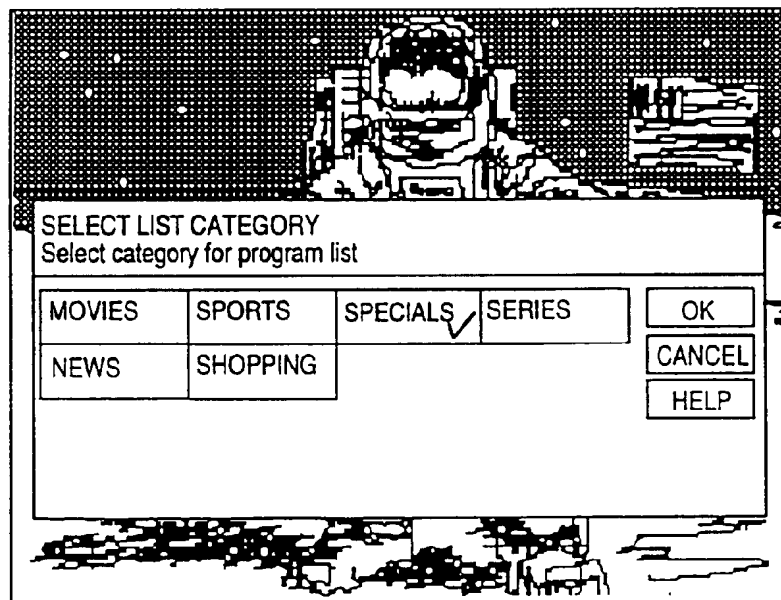 SELECT LIST CATEGORY
Select category for program list
MOVIES SPORTS SPECIALS SERIES OK
NEWS SHOPPING CANCEL
HELP